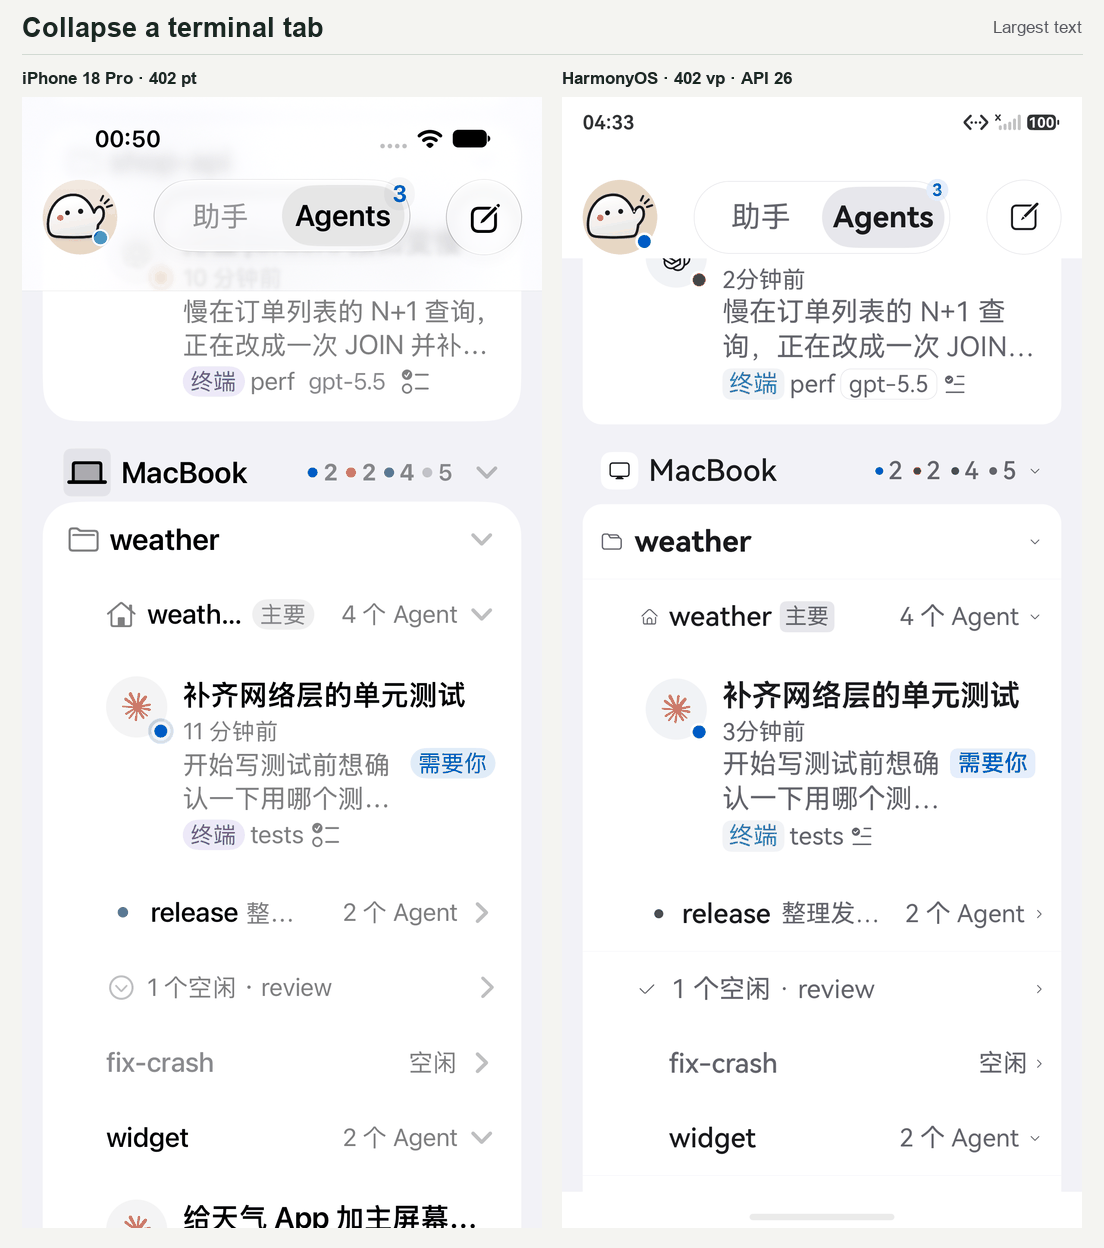 Collapse a terminal tab
Largest text
iPhone 18 Pro · 402 pt
00:50
助手
Agents
3
10 分钟前
慢在订单列表的 N+1 查询,
正在改成一次 JOIN 并补…
终端 perf gpt-5.5
MacBook
2 2 4 5
weather
weath… 主要 4 个 Agent
补齐网络层的单元测试
11 分钟前
开始写测试前想确 需要你
认一下用哪个测…
终端 tests
release 整… 2 个 Agent
1 个空闲 · review
fix-crash 空闲
widget 2 个 Agent
给天气 App 加主屏幕…
HarmonyOS · 402 vp · API 26
04:33
100
助手
Agents
3
2分钟前
慢在订单列表的 N+1 查
询，正在改成一次 JOIN…
终端 perf gpt-5.5
MacBook
2 2 4 5
weather
weather 主要 4 个 Agent
补齐网络层的单元测试
3分钟前
开始写测试前想确 需要你
认一下用哪个测…
终端 tests
release 整理发… 2 个 Agent
1 个空闲 · review
fix-crash 空闲
widget 2 个 Agent